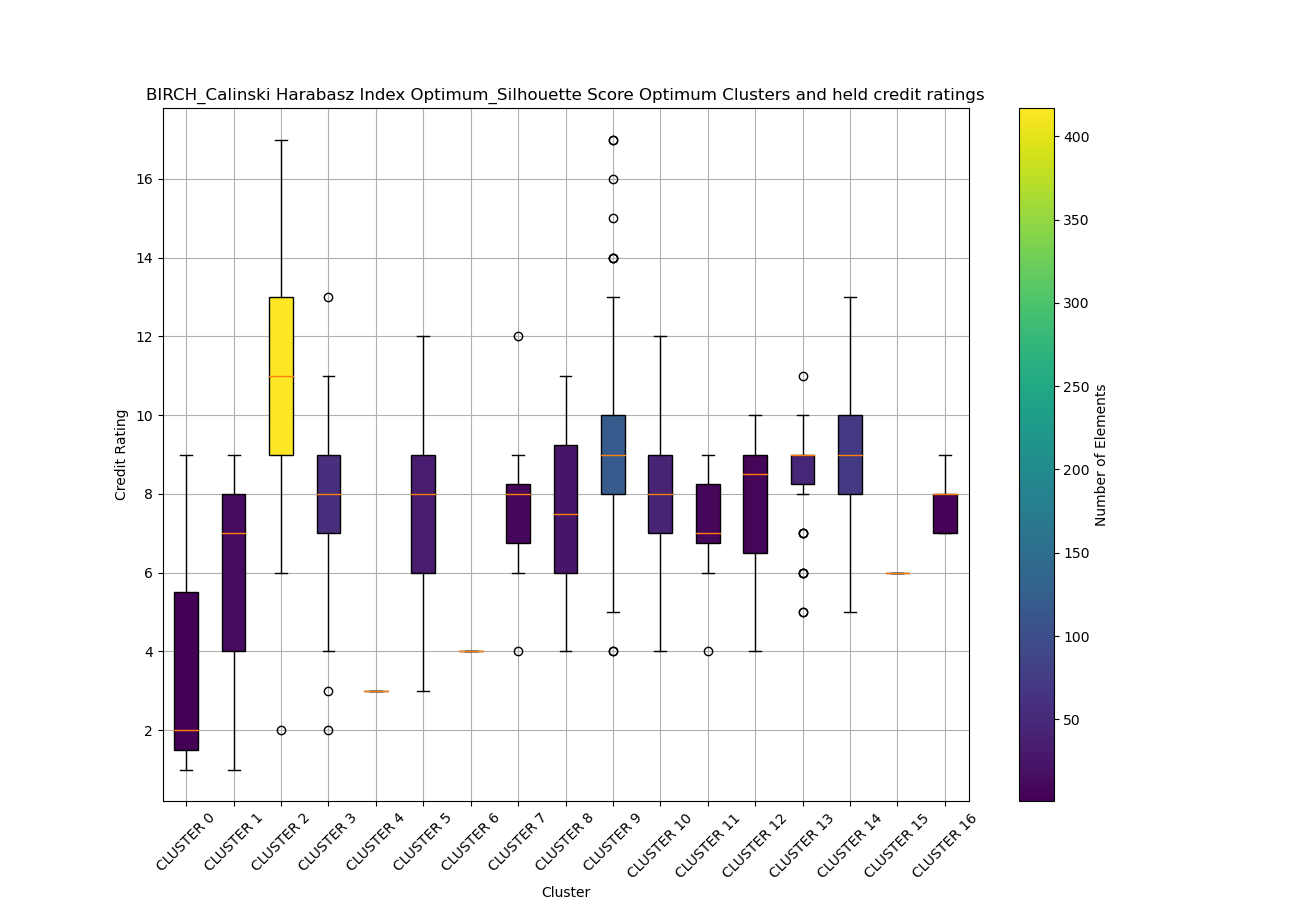 BIRCH_Calinski Harabasz Index Optimum_Silhouette Score Optimum Clusters and held credit ratings
16
14
12
10
8
6
4
2
Credit Rating
CLUSTER 0
CLUSTER 1
CLUSTER 2
CLUSTER 3
CLUSTER 4
CLUSTER 5
CLUSTER 6
CLUSTER 7
CLUSTER 8
CLUSTER 9
CLUSTER 10
CLUSTER 11
CLUSTER 12
CLUSTER 13
CLUSTER 14
CLUSTER 15
CLUSTER 16
Cluster
400
350
300
250
200
150
100
50
Number of Elements